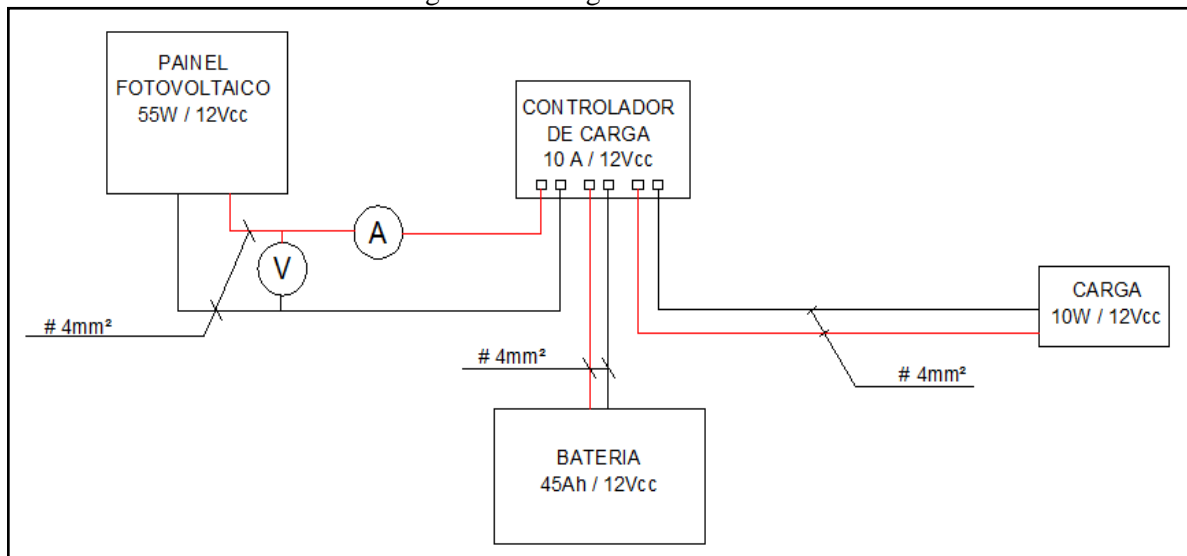 PAINEL
FOTOVOLTAICO
55W / 12Vcc
CONTROLADOR
DE CARGA
10 A / 12Vcc
A
V
# 4mm²
# 4mm²
CARGA
10W / 12Vcc
# 4mm²
BATERIA
45Ah / 12Vcc